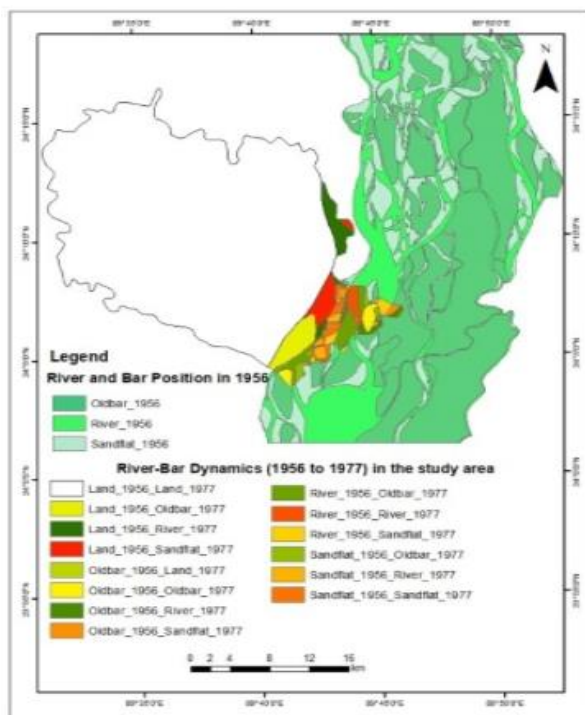 N
Legend
River and Bar Position in 1956
Oldbar_1956
River_1956
Sandflat_1956
River-Bar Dynamics (1956 to 1977) in the study area
Land_1956_Land_1977
Land_1956_Oldbar_1977
Land_1956_River_1977
Land_1956_Sandflat_1977
Oldbar_1956_Land_1977
Oldbar_1956_Oldbar_1977
Oldbar_1956_River_1977
Oldbar_1956_Sandflat_1977
River_1956_Oldbar_1977
River_1956_River_1977
River_1956_Sandflat_1977
Sandflat_1956_Oldbar_1977
Sandflat_1956_River_1977
Sandflat_1956_Sandflat_1977
0 2 4 8 12 16
km